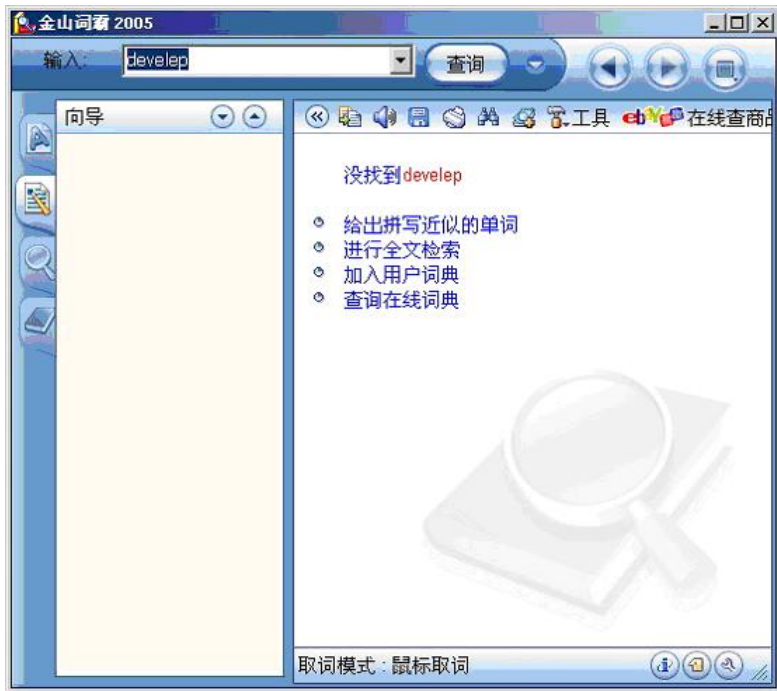 金山词霸 2005
输入: develep 查询
向导
工具 ebY 在线查商品
没找到develep
给出拼写近似的单词
进行全文检索
加入用户词典
查询在线词典
取词模式 : 鼠标取词